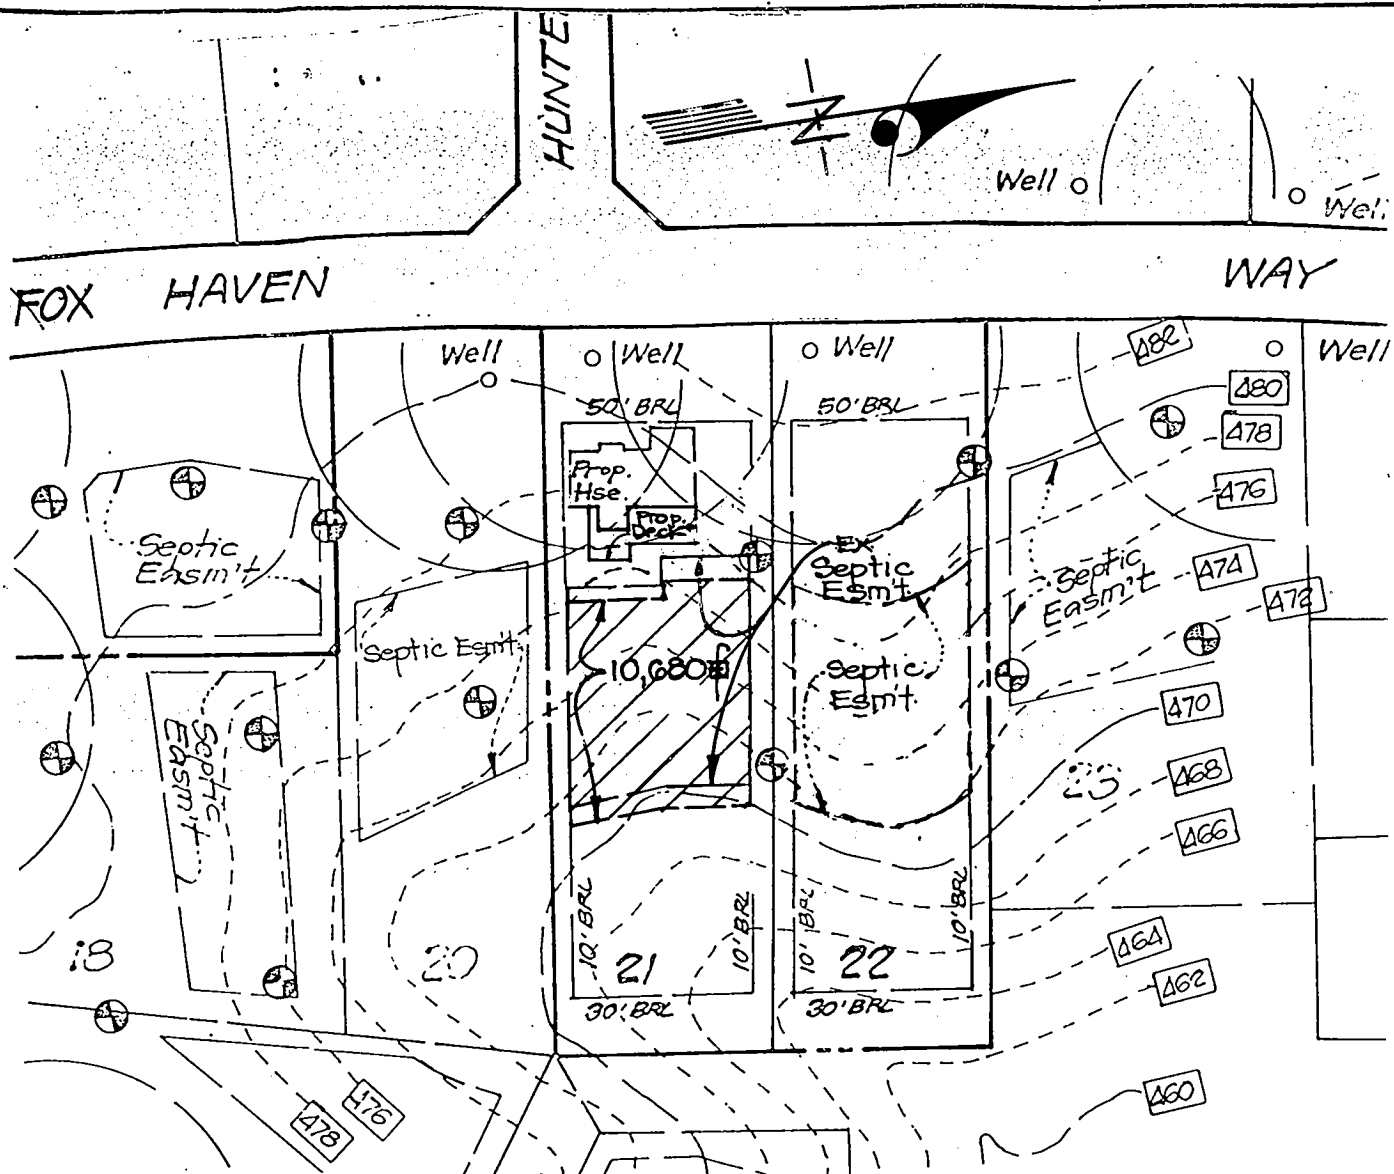 HUNTE
N
Well
Well
FOX HAVEN WAY
Well
Well
Well
Well
482
480
478
476
474
472
470
468
466
464
462
460
50' BRL
50' BRL
Prop.
Hse.
Prop.
Deck
Ex
Septic
Esm't
Septic
Easm't
Septic
Easm't
Septic Esm't
10,680
Septic
Esm't
Septic
Easm't
10' BRL
10' BRL
10' BRL
10' BRL
18
20
21
22
23
30' BRL
30' BRL
476
478